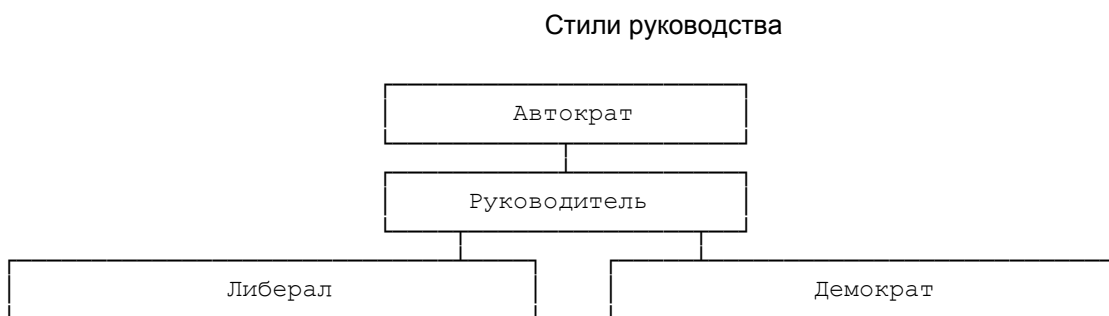 Стили руководства
Автократ
Руководитель
Либерал Демократ